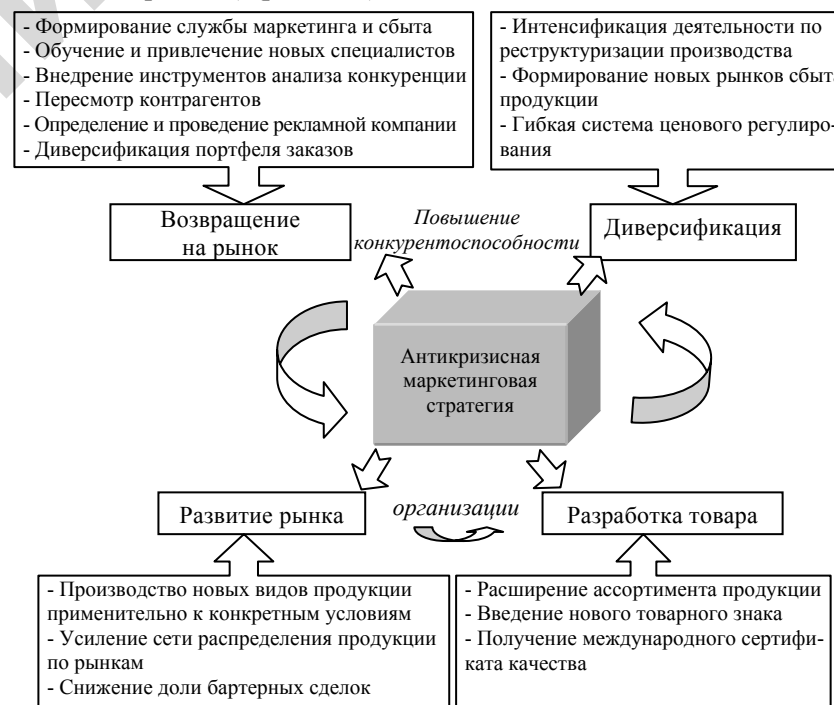 - Формирование службы маркетинга и сбыта
- Обучение и привлечение новых специалистов
- Внедрение инструментов анализа конкуренции
- Пересмотр контрагентов
- Определение и проведение рекламной компании
- Диверсификация портфеля заказов
- Интенсификация деятельности по
реструктуризации производства
- Формирование новых рынков сбыта
продукции
- Гибкая система ценового регулиро-
вания
Возвращение
на рынок
Повышение
конкурентоспособности
Диверсификация
Антикризисная
маркетинговая
стратегия
Развитие рынка
организации
Разработка товара
- Производство новых видов продукции
применительно к конкретным условиям
- Усиление сети распределения продукции
по рынкам
- Снижение доли бартерных сделок
- Расширение ассортимента продукции
- Введение нового товарного знака
- Получение международного сертифи-
ката качества